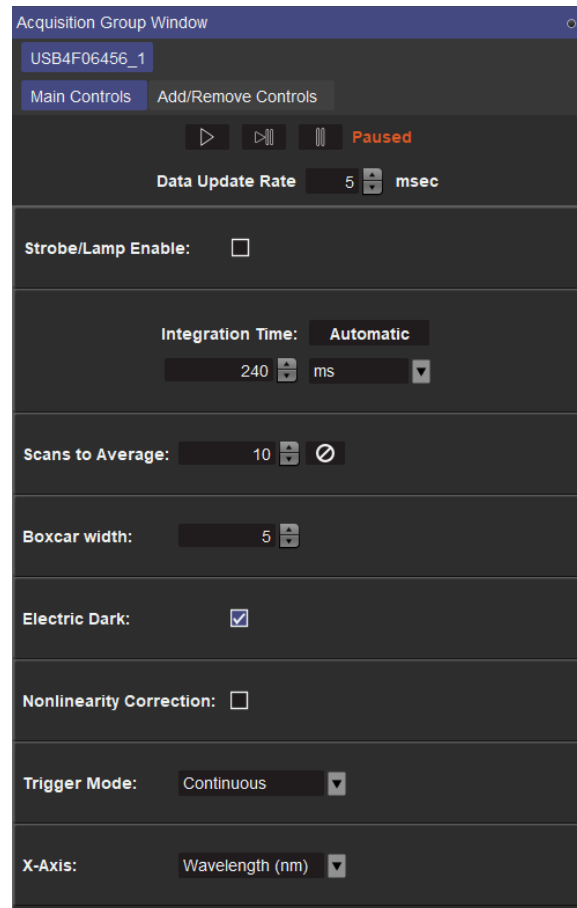 Acquisition Group Window
USB4F06456_1
Main Controls Add/Remove Controls
Paused
Data Update Rate 5 msec
Strobe/Lamp Enable:
Integration Time: Automatic
240 ms
Scans to Average: 10
Boxcar width: 5
Electric Dark:
Nonlinearity Correction:
Trigger Mode: Continuous
X-Axis: Wavelength (nm)